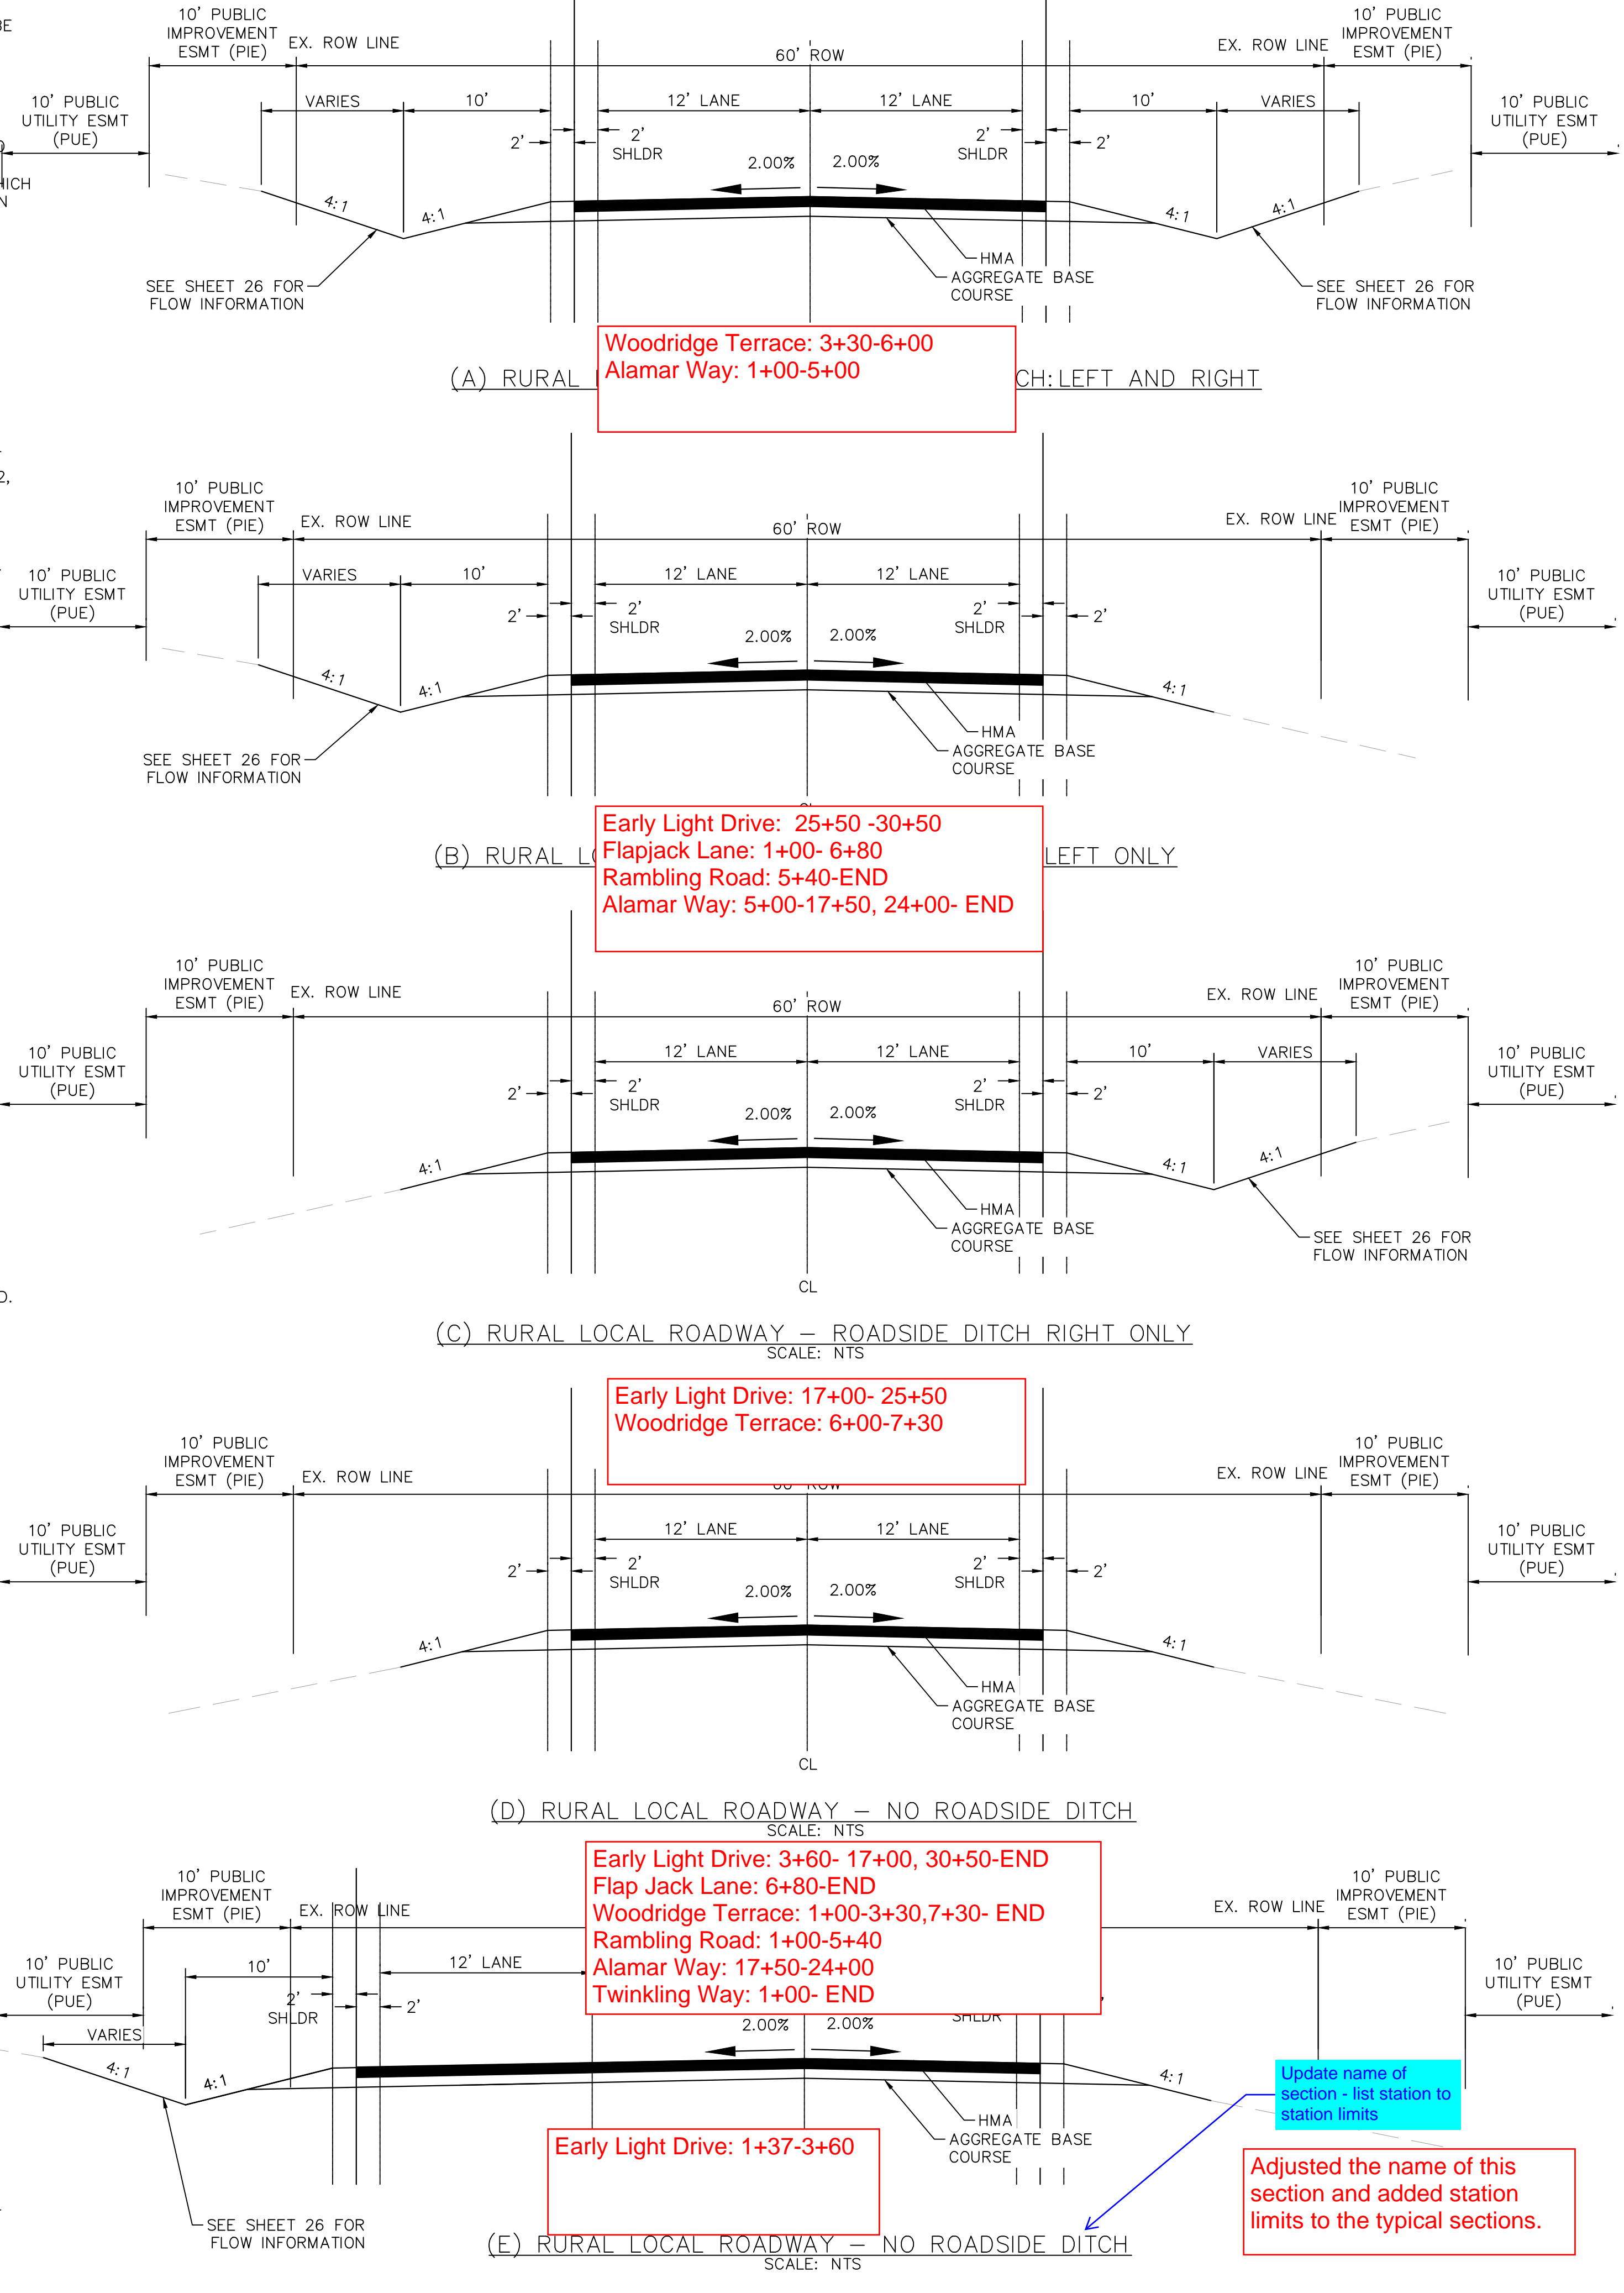 BE
10' PUBLIC
IMPROVEMENT
ESMT (PIE)
EX. ROW LINE
60' ROW
EX. ROW LINE
10' PUBLIC
IMPROVEMENT
ESMT (PIE)
10' PUBLIC
UTILITY ESMT
(PUE)
VARIES
10'
12' LANE
12' LANE
10'
VARIES
10' PUBLIC
UTILITY ESMT
(PUE)
2'
2'
SHLDR
2'
SHLDR
2'
2.00%
2.00%
HICH
N
4:1
4:1
4:1
4:1
HMA
AGGREGATE BASE
COURSE
SEE SHEET 26 FOR
FLOW INFORMATION
SEE SHEET 26 FOR
FLOW INFORMATION
Woodridge Terrace: 3+30-6+00
Alamar Way: 1+00-5+00
(A) RURAL CH: LEFT AND RIGHT
2,
10' PUBLIC
IMPROVEMENT
ESMT (PIE)
EX. ROW LINE
60' ROW
EX. ROW LINE
10' PUBLIC
IMPROVEMENT
ESMT (PIE)
10' PUBLIC
UTILITY ESMT
(PUE)
VARIES
10'
12' LANE
12' LANE
10' PUBLIC
UTILITY ESMT
(PUE)
2'
2'
SHLDR
2'
SHLDR
2'
2.00%
2.00%
4:1
4:1
4:1
HMA
AGGREGATE BASE
COURSE
SEE SHEET 26 FOR
FLOW INFORMATION
Early Light Drive: 25+50 -30+50
Flapjack Lane: 1+00- 6+80
Rambling Road: 5+40-END
Alamar Way: 5+00-17+50, 24+00- END
(B) RURAL LEFT ONLY
10' PUBLIC
IMPROVEMENT
ESMT (PIE)
EX. ROW LINE
60' ROW
EX. ROW LINE
10' PUBLIC
IMPROVEMENT
ESMT (PIE)
10' PUBLIC
UTILITY ESMT
(PUE)
12' LANE
12' LANE
10'
VARIES
10' PUBLIC
UTILITY ESMT
(PUE)
2'
2'
SHLDR
2'
SHLDR
2'
2.00%
2.00%
4:1
4:1
4:1
HMA
AGGREGATE BASE
COURSE
SEE SHEET 26 FOR
FLOW INFORMATION
CL
D.
(C) RURAL LOCAL ROADWAY – ROADSIDE DITCH RIGHT ONLY
SCALE: NTS
Early Light Drive: 17+00- 25+50
Woodridge Terrace: 6+00-7+30
10' PUBLIC
IMPROVEMENT
ESMT (PIE)
EX. ROW LINE
EX. ROW LINE
10' PUBLIC
IMPROVEMENT
ESMT (PIE)
10' PUBLIC
UTILITY ESMT
(PUE)
12' LANE
12' LANE
10' PUBLIC
UTILITY ESMT
(PUE)
2'
2'
SHLDR
2'
SHLDR
2'
2.00%
2.00%
4:1
4:1
HMA
AGGREGATE BASE
COURSE
CL
(D) RURAL LOCAL ROADWAY – NO ROADSIDE DITCH
SCALE: NTS
Early Light Drive: 3+60- 17+00, 30+50-END
Flap Jack Lane: 6+80-END
Woodridge Terrace: 1+00-3+30,7+30- END
Rambling Road: 1+00-5+40
Alamar Way: 17+50-24+00
Twinkling Way: 1+00- END
10' PUBLIC
IMPROVEMENT
ESMT (PIE)
EX. ROW LINE
EX. ROW LINE
10' PUBLIC
IMPROVEMENT
ESMT (PIE)
10' PUBLIC
UTILITY ESMT
(PUE)
10'
12' LANE
10' PUBLIC
UTILITY ESMT
(PUE)
2'
SHLDR
2'
SHLDR
VARIES
2.00%
2.00%
4:1
4:1
4:1
HMA
AGGREGATE BASE
COURSE
Update name of
section - list station to
station limits
Early Light Drive: 1+37-3+60
Adjusted the name of this
section and added station
limits to the typical sections.
SEE SHEET 26 FOR
FLOW INFORMATION
(E) RURAL LOCAL ROADWAY – NO ROADSIDE DITCH
SCALE: NTS